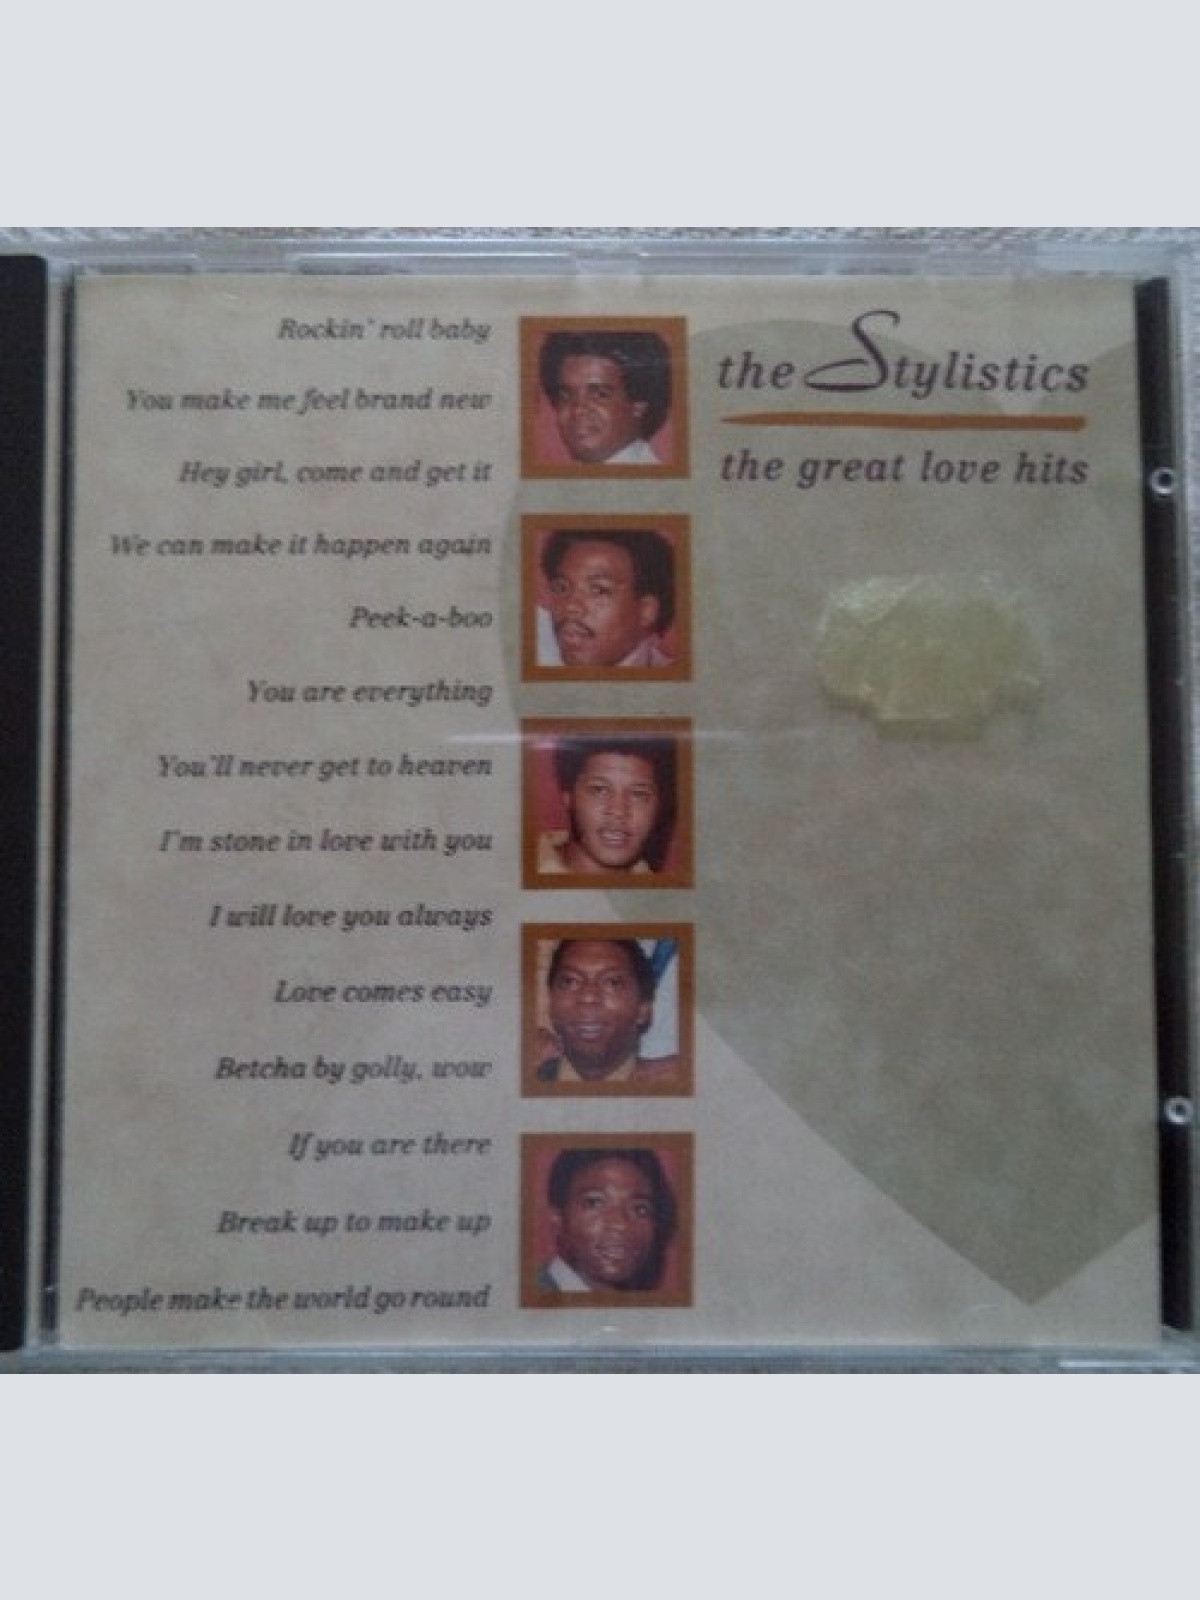 Rockin' roll baby
You make me feel brand new
Hey girl, come and get it
We can make it happen again
Peek-a-boo
You are everything
You'll never get to heaven
I'm stone in love with you
I will love you always
Love comes easy
Betcha by golly, wow
If you are there
Break up to make up
People make the world go round
the Stylistics
the great love hits